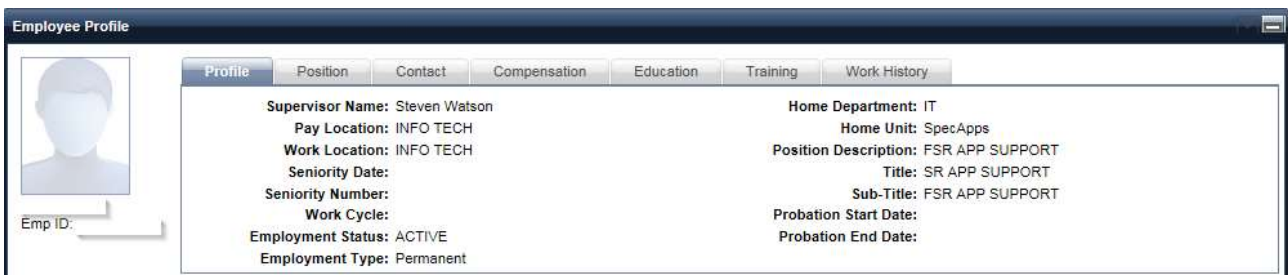 Employee Profile
Profile Position Contact Compensation Education Training Work History
Supervisor Name: Steven Watson
Pay Location: INFO TECH
Work Location: INFO TECH
Seniority Date:
Seniority Number:
Work Cycle:
Employment Status: ACTIVE
Employment Type: Permanent
Home Department: IT
Home Unit: SpecApps
Position Description: FSR APP SUPPORT
Title: SR APP SUPPORT
Sub-Title: FSR APP SUPPORT
Probation Start Date:
Probation End Date:
Emp ID: